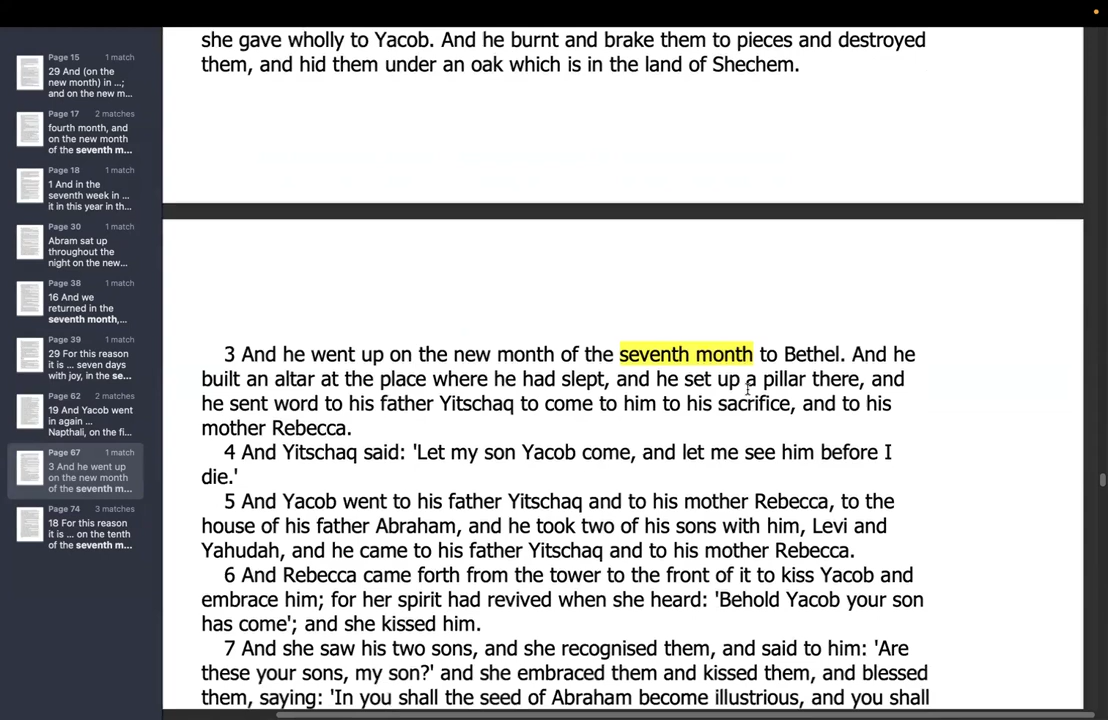 Page 15 1 match
29 And (on the
new month) in ...;
and on the new m...
Page 17 2 matches
fourth month, and
on the new month
of the seventh m...
Page 18 1 match
1 And in the
seventh week in ...
it in this year in th...
Page 30 1 match
Abram sat up
throughout the
night on the new...
Page 38 1 match
16 And we
returned in the
seventh month,...
Page 39 1 match
29 For this reason
it is ... seven days
with joy, in the se...
Page 62 2 matches
19 And Yacob went
in again ...
Napthali, on the fi...
Page 67 1 match
3 And he went up
on the new month
of the seventh m...
Page 74 3 matches
18 For this reason
it is ... on the tenth
of the seventh m...
she gave wholly to Yacob. And he burnt and brake them to pieces and destroyed
them, and hid them under an oak which is in the land of Shechem.
3 And he went up on the new month of the seventh month to Bethel. And he
built an altar at the place where he had slept, and he set up a pillar there, and
he sent word to his father Yitschaq to come to him to his sacrifice, and to his
mother Rebecca.
4 And Yitschaq said: 'Let my son Yacob come, and let me see him before I
die.'
5 And Yacob went to his father Yitschaq and to his mother Rebecca, to the
house of his father Abraham, and he took two of his sons with him, Levi and
Yahudah, and he came to his father Yitschaq and to his mother Rebecca.
6 And Rebecca came forth from the tower to the front of it to kiss Yacob and
embrace him; for her spirit had revived when she heard: 'Behold Yacob your son
has come'; and she kissed him.
7 And she saw his two sons, and she recognised them, and said to him: 'Are
these your sons, my son?' and she embraced them and kissed them, and blessed
them, saying: 'In you shall the seed of Abraham become illustrious, and you shall